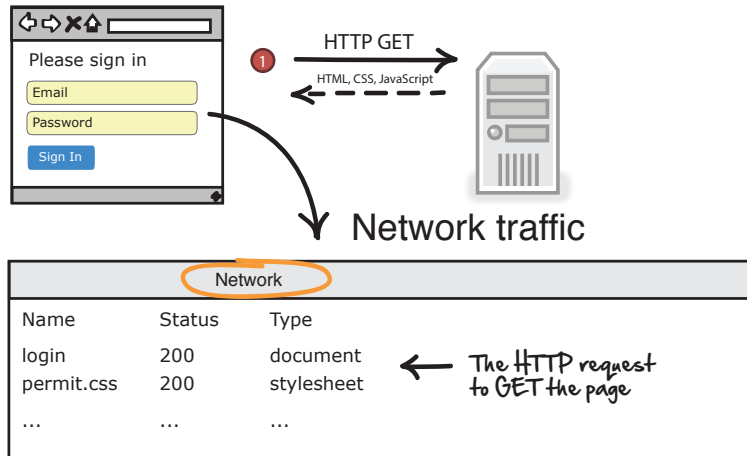 HTTP GET
Please sign in
1
HTML, CSS, JavaScript
Email
Password
Sign In
Network traffic
Network
Name Status Type
login 200 document
permit.css 200 stylesheet
... ... ...
The HTTP request
to GET the page